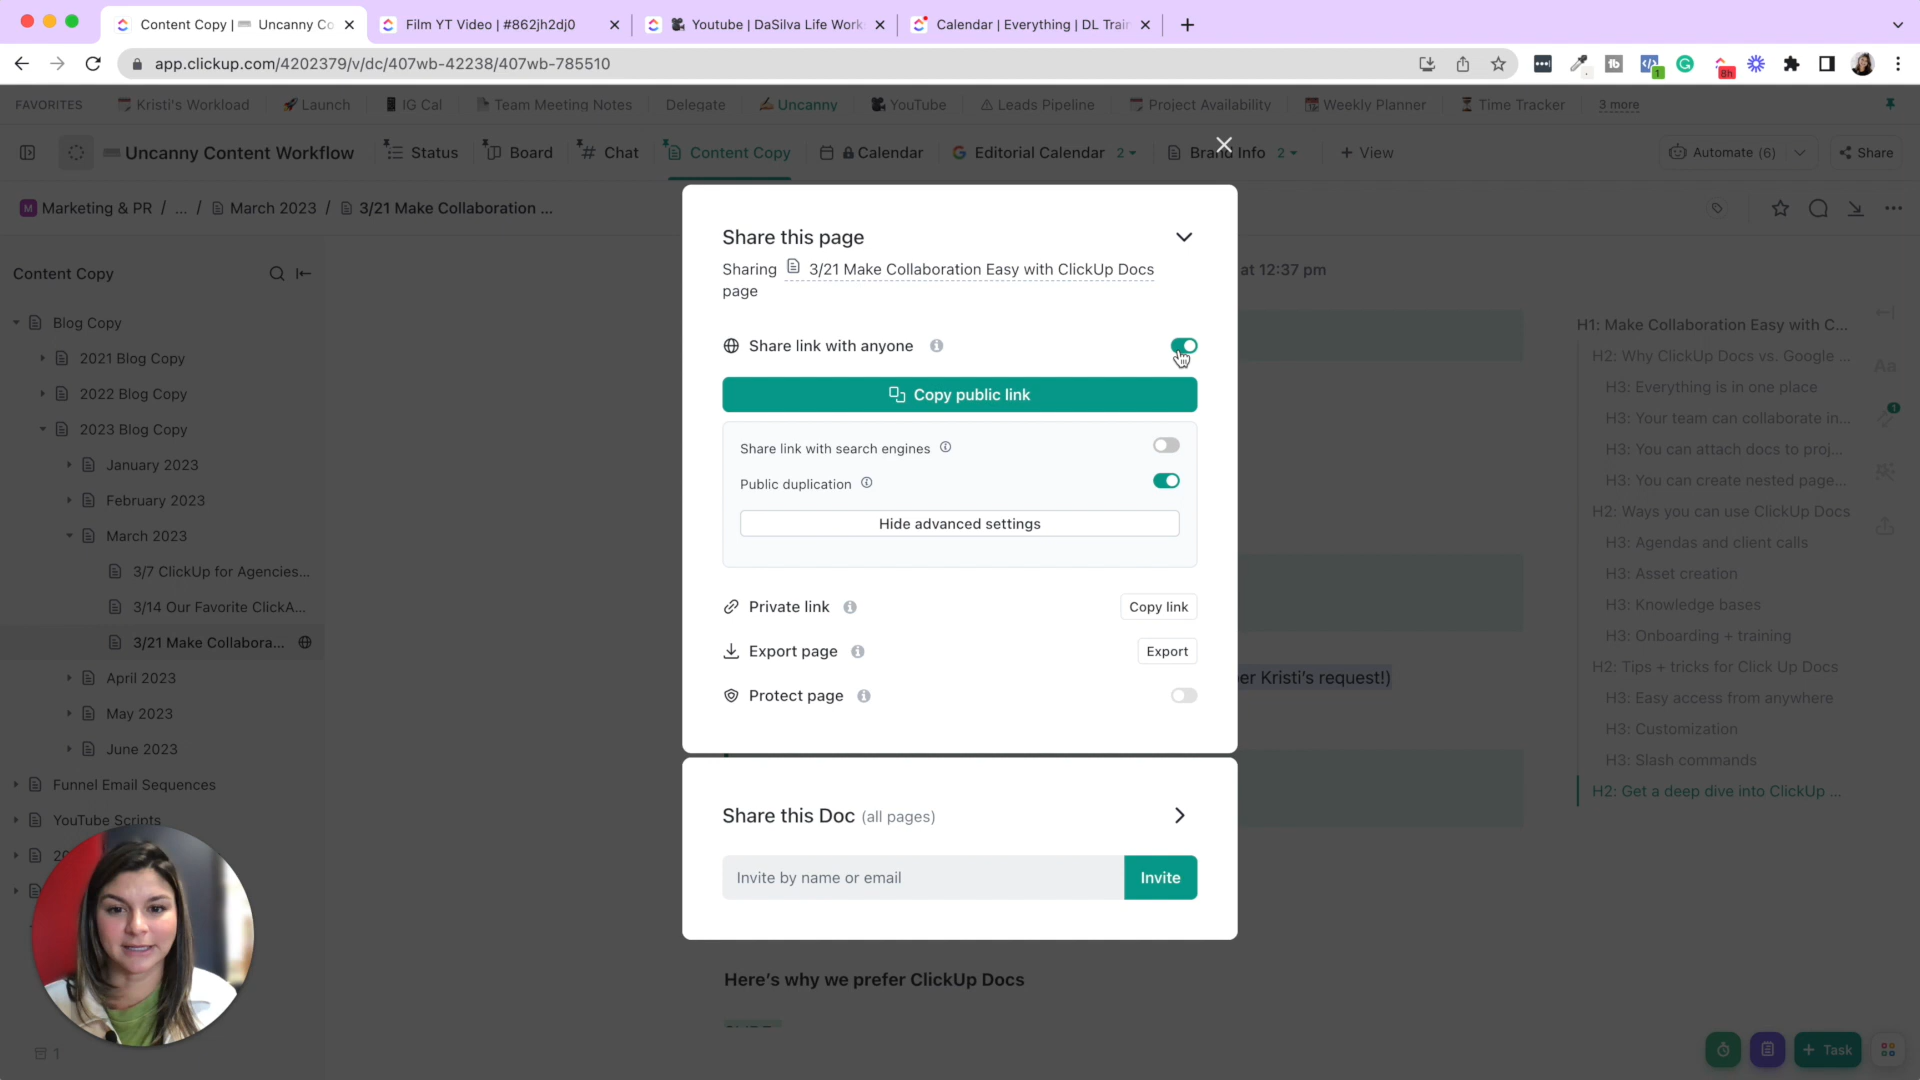 Content Copy | Uncanny Co
Film YT Video | #862jh2dj0
Youtube | DaSilva Life Work
Calendar | Everything | DL Train
app.clickup.com/4202379/v/dc/407wb-42238/407wb-785510
8h
1
FAVORITES
Kristi's Workload
Launch
IG Cal
Team Meeting Notes
Delegate
Uncanny
YouTube
Leads Pipeline
Project Availability
Weekly Planner
Time Tracker
3 more
Uncanny Content Workflow
Status
Board
Chat
Content Copy
Calendar
Editorial Calendar 2
Brand Info 2
+ View
Automate (6)
Share
M Marketing & PR / ... / March 2023 / 3/21 Make Collaboration ...
Content Copy
Blog Copy
2021 Blog Copy
2022 Blog Copy
2023 Blog Copy
January 2023
February 2023
March 2023
3/7 ClickUp for Agencies...
3/14 Our Favorite ClickA...
3/21 Make Collabora...
April 2023
May 2023
June 2023
Funnel Email Sequences
YouTube Scripts
1
Share this page
Sharing 3/21 Make Collaboration Easy with ClickUp Docs
page
Share link with anyone
Copy public link
Share link with search engines
Public duplication
Hide advanced settings
Private link
Copy link
Export page
Export
Protect page
Share this Doc (all pages)
Invite by name or email
Invite
at 12:37 pm
er Kristi's request!)
Here's why we prefer ClickUp Docs
H1: Make Collaboration Easy with C...
H2: Why ClickUp Docs vs. Google ...
H3: Everything is in one place
H3: Your team can collaborate in...
H3: You can attach docs to proj...
H3: You can create nested page...
H2: Ways you can use ClickUp Docs
H3: Agendas and client calls
H3: Asset creation
H3: Knowledge bases
H3: Onboarding + training
H2: Tips + tricks for Click Up Docs
H3: Easy access from anywhere
H3: Customization
H3: Slash commands
H2: Get a deep dive into ClickUp ...
Aa
1
+ Task